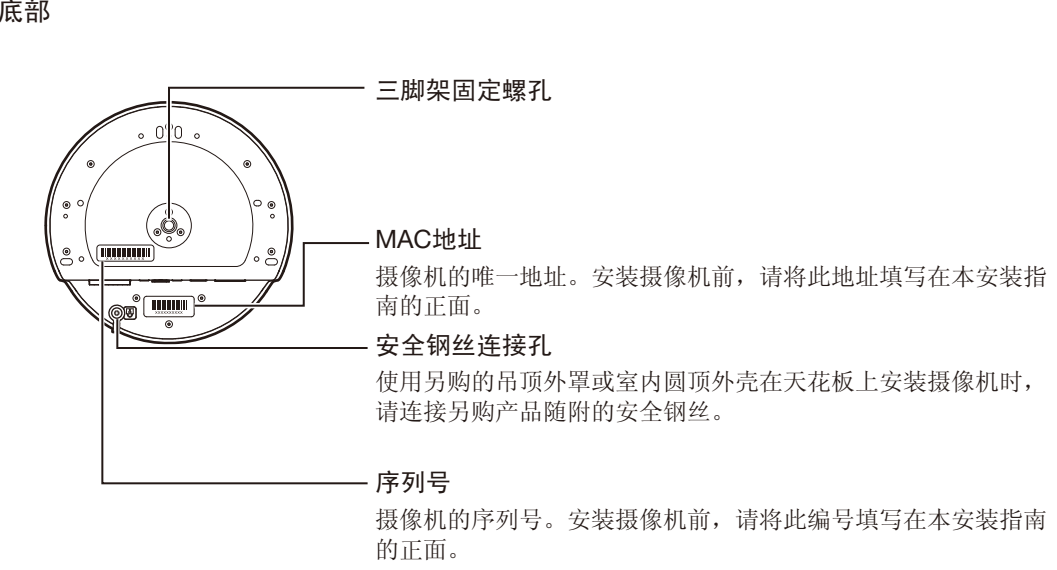 底部
三脚架固定螺孔
MAC地址
摄像机的唯一地址。安装摄像机前，请将此地址填写在本安装指
南的正面。
安全钢丝连接孔
使用另购的吊顶外罩或室内圆顶外壳在天花板上安装摄像机时，
请连接另购产品随附的安全钢丝。
序列号
摄像机的序列号。安装摄像机前，请将此编号填写在本安装指南
的正面。